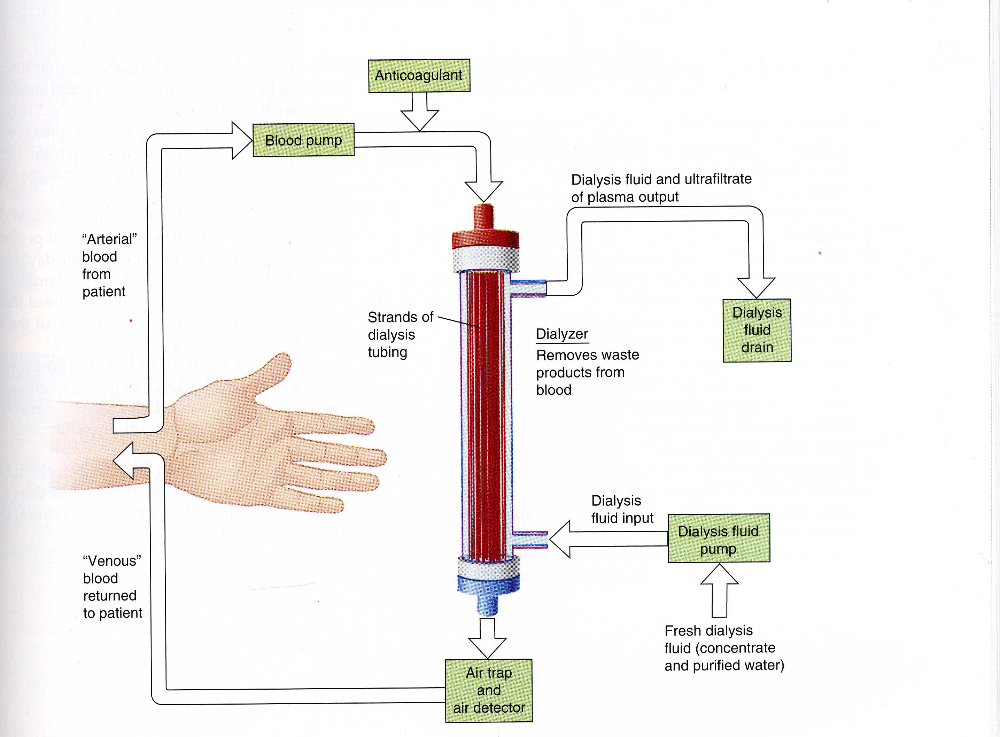 Anticoagulant
Blood pump
Dialysis fluid and ultrafiltrate
of plasma output
“Arterial”
blood
from
patient
Strands of
dialysis
tubing
Dialyzer
Removes waste
products from
blood
Dialysis
fluid
drain
Dialysis
fluid input
Dialysis fluid
pump
“Venous”
blood
returned
to patient
Fresh dialysis
fluid (concentrate
and purified water)
Air trap
and
air detector